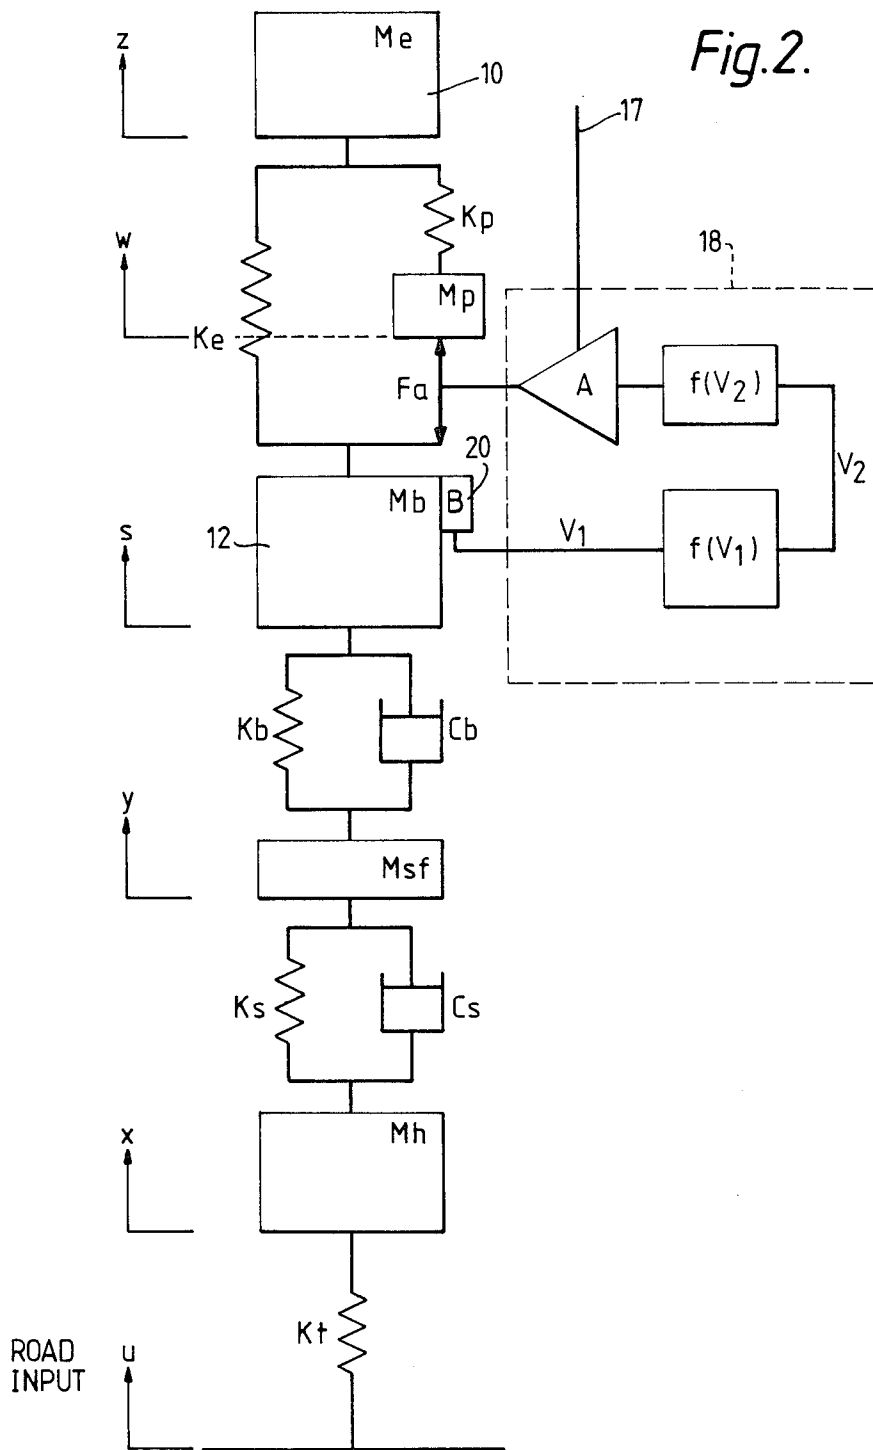 Fig.2.
z
Me
10
17
Kp
w
18
Mp
Ke
Fa
A
f(V2)
20
V2
Mb
B
12
V1
f(V1)
s
Kb
Cb
y
Msf
Ks
Cs
x
Mh
Kt
ROAD
INPUT
u